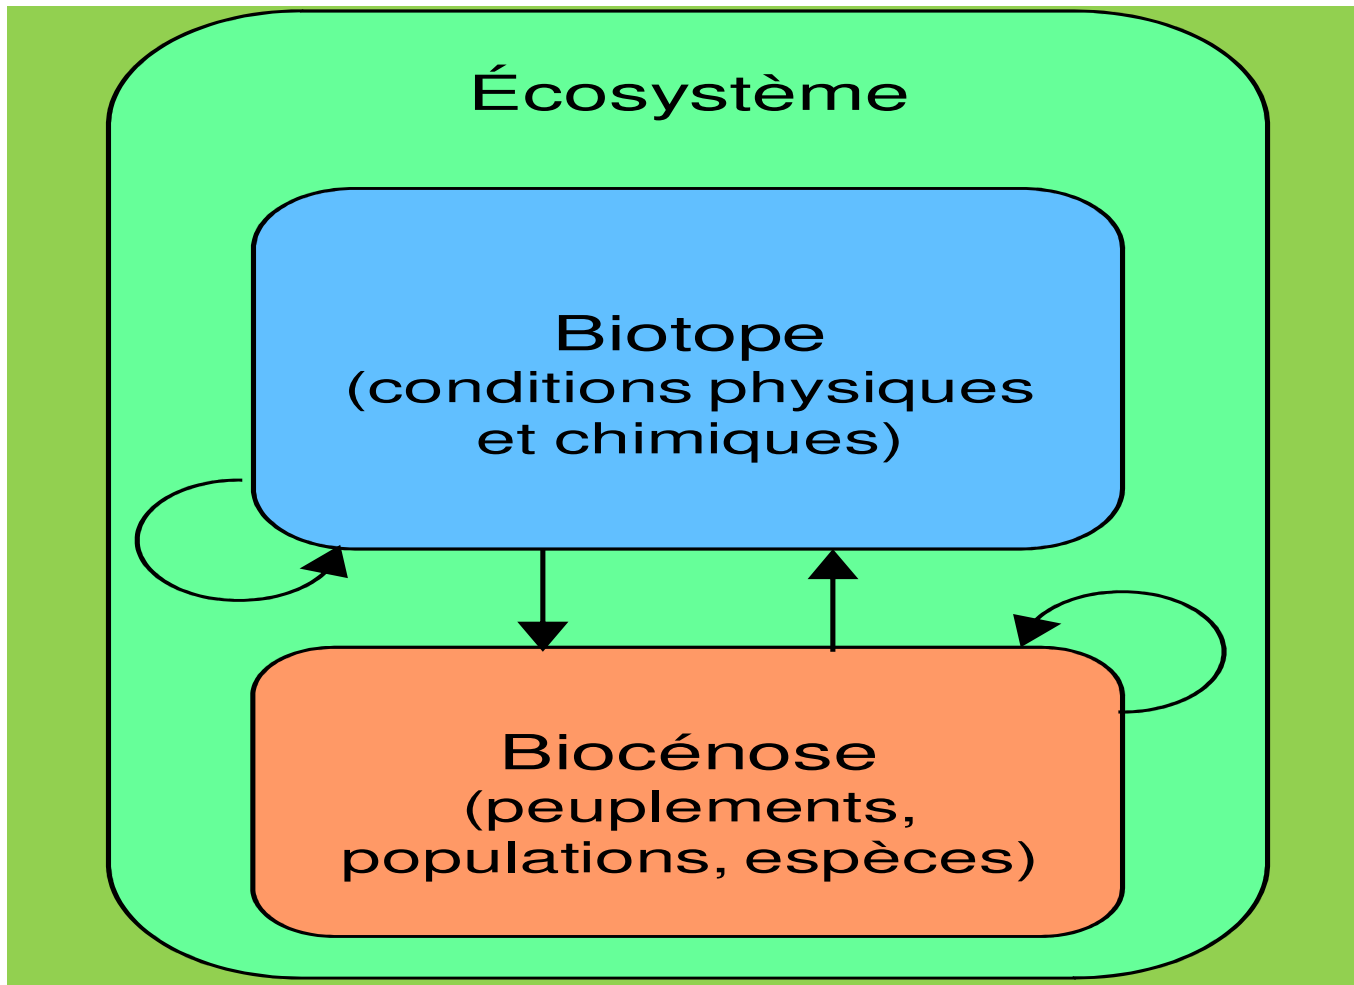 Écosystème
Biotope
(conditions physiques
et chimiques)
Biocénose
(peuplements,
populations, espèces)